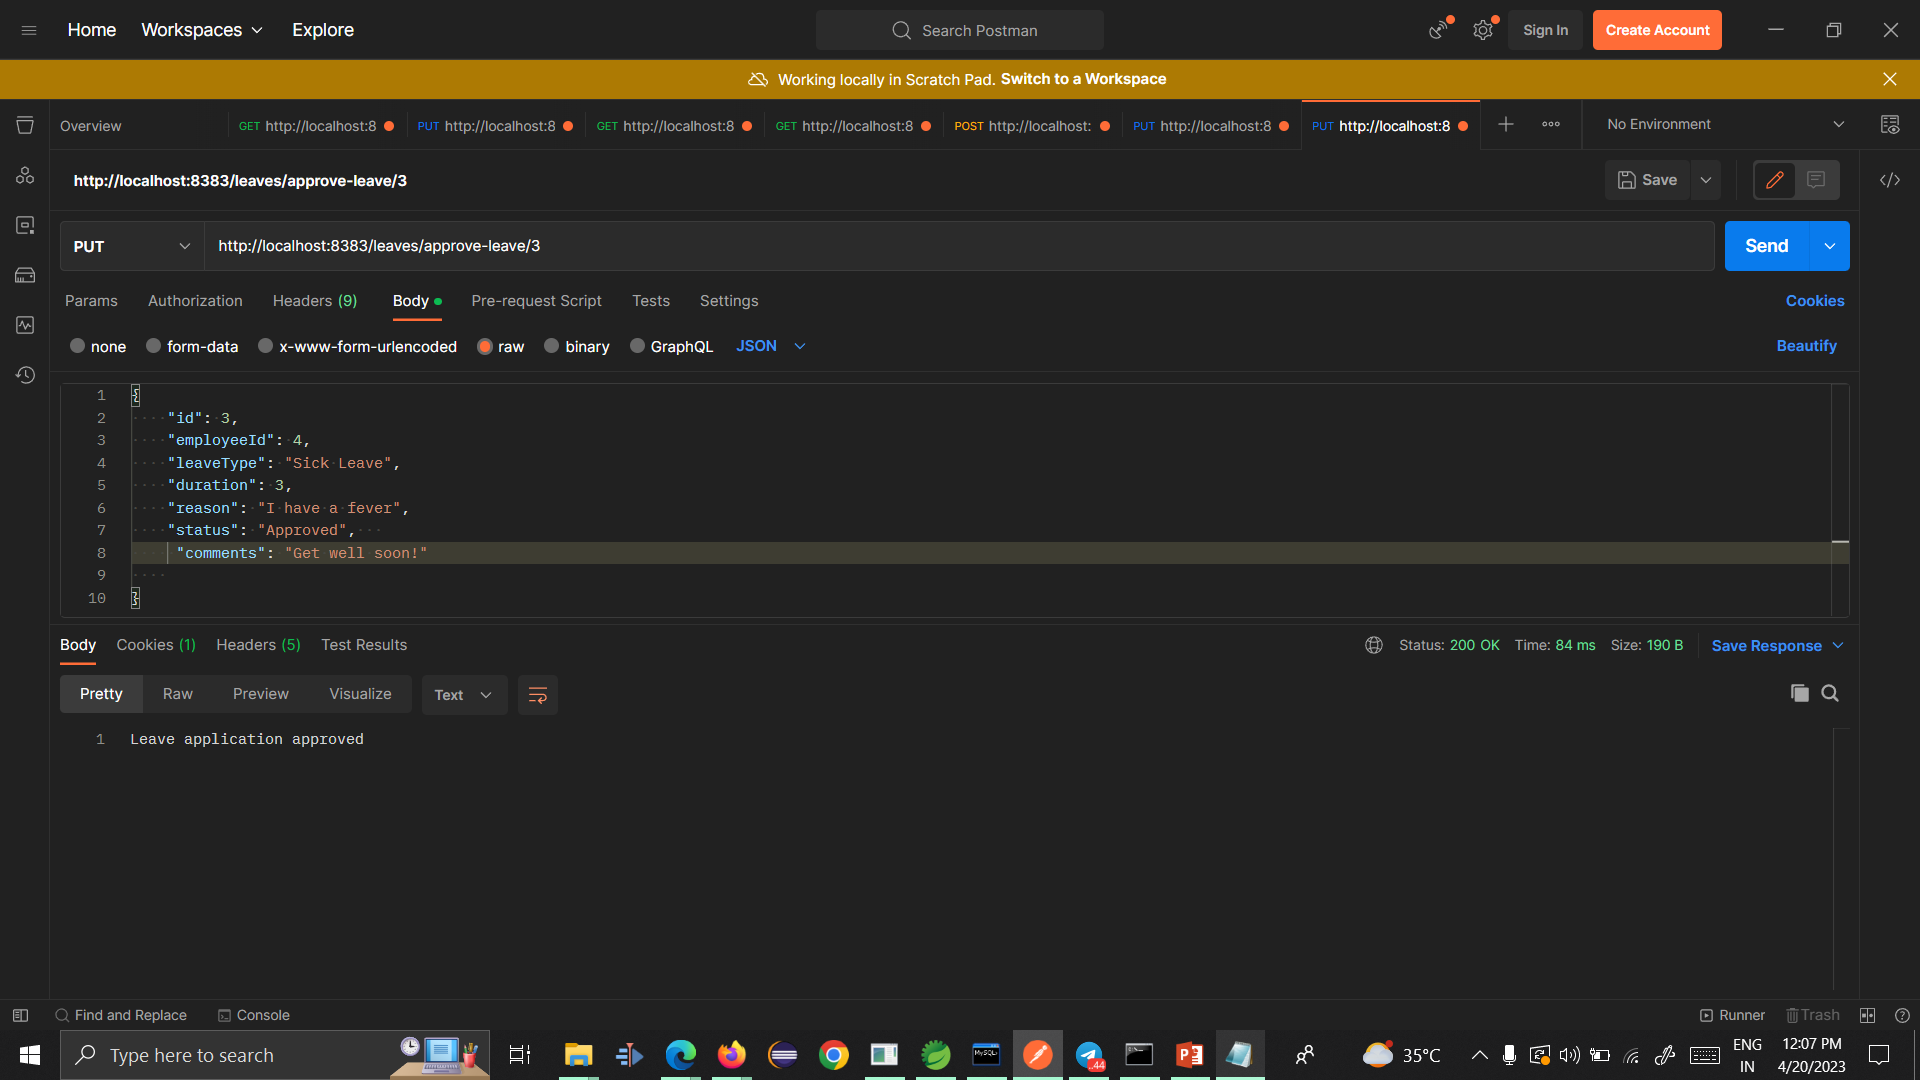 Home Workspaces Explore Search Postman Sign In Create Account
Working locally in Scratch Pad. Switch to a Workspace
Overview GET http://localhost:8 PUT http://localhost:8 GET http://localhost:8 GET http://localhost:8 POST http://localhost: PUT http://localhost:8 PUT http://localhost:8 No Environment
http://localhost:8383/leaves/approve-leave/3 Save
PUT http://localhost:8383/leaves/approve-leave/3 Send
Params Authorization Headers (9) Body Pre-request Script Tests Settings Cookies
none form-data x-www-form-urlencoded raw binary GraphQL JSON Beautify
1 {
2 "id": 3,
3 "employeeId": 4,
4 "leaveType": "Sick Leave",
5 "duration": 3,
6 "reason": "I have a fever",
7 "status": "Approved",
8 "comments": "Get well soon!"
9
10 }
Body Cookies (1) Headers (5) Test Results Status: 200 OK Time: 84 ms Size: 190 B Save Response
Pretty Raw Preview Visualize Text
1 Leave application approved
Find and Replace Console Runner Trash
Type here to search MySQL 44 35°C ENG 12:07 PM
IN 4/20/2023